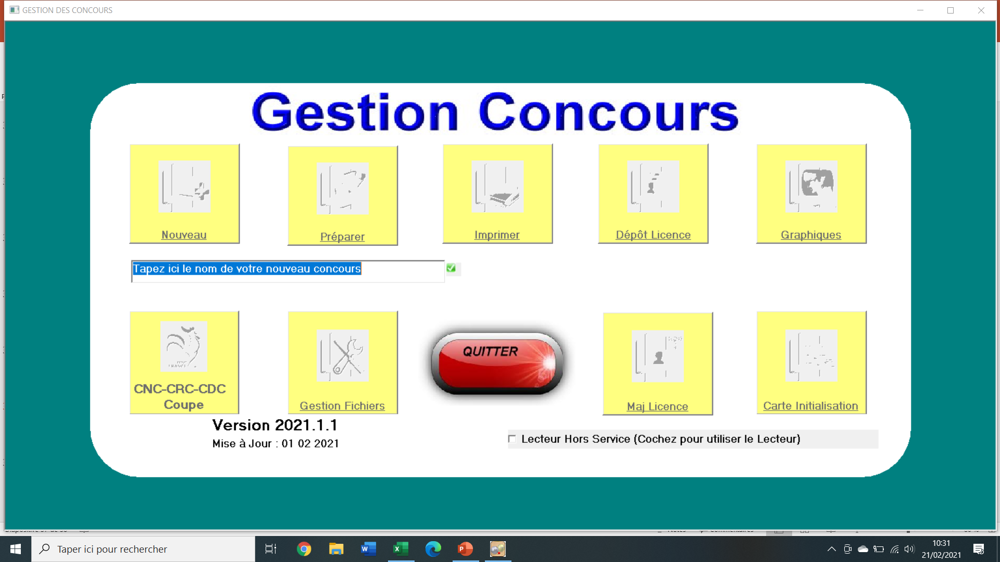 GESTION DES CONCOURS
Gestion Concours
Nouveau
Préparer
Imprimer
Dépôt Licence
Graphiques
Tapez ici le nom de votre nouveau concours
CNC-CRC-CDC
Coupe
Gestion Fichiers
QUITTER
Maj Licence
Carte Initialisation
Version 2021.1.1
Mise à Jour : 01 02 2021
Lecteur Hors Service (Cochez pour utiliser le Lecteur)
Taper ici pour rechercher
10:31
21/02/2021